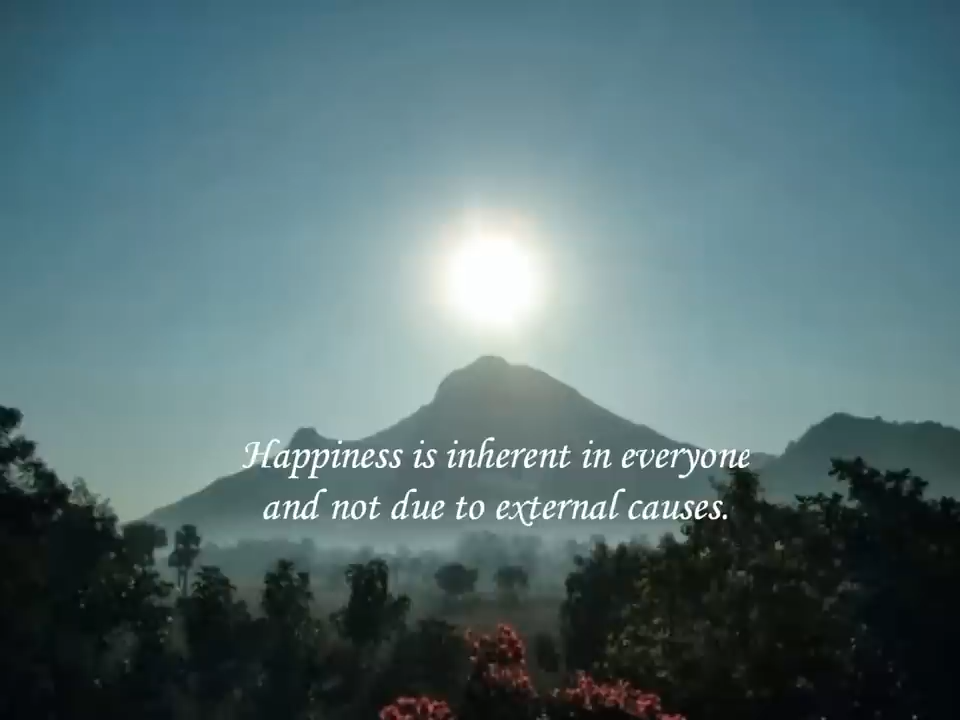 Happiness is inherent in everyone
and not due to external causes.